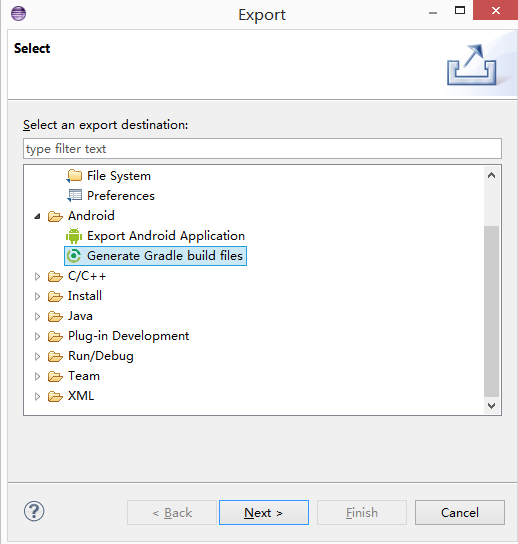 Export
Select
Select an export destination:
type filter text
File System
Preferences
Android
Export Android Application
Generate Gradle build files
C/C++
Install
Java
Plug-in Development
Run/Debug
Team
XML
?
< Back
Next >
Finish
Cancel